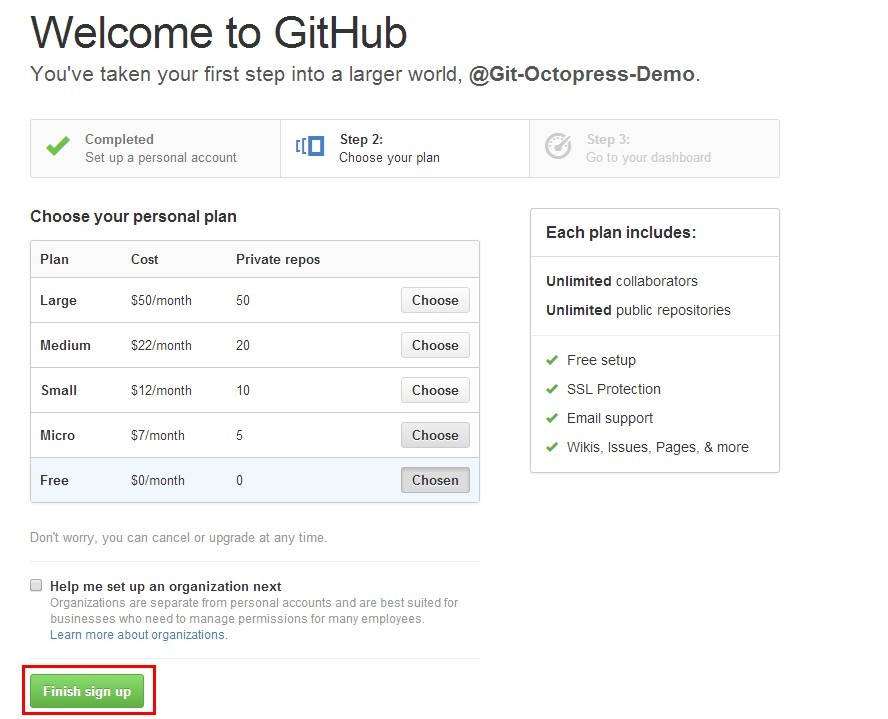 Welcome to GitHub
You've taken your first step into a larger world, @Git-Octopress-Demo.
Completed
Set up a personal account
Step 2:
Choose your plan
Step 3:
Go to your dashboard
Choose your personal plan
Plan Cost Private repos
Large $50/month 50 Choose
Medium $22/month 20 Choose
Small $12/month 10 Choose
Micro $7/month 5 Choose
Free $0/month 0 Chosen
Don't worry, you can cancel or upgrade at any time.
Help me set up an organization next
Organizations are separate from personal accounts and are best suited for
businesses who need to manage permissions for many employees.
Learn more about organizations.
Finish sign up
Each plan includes:
Unlimited collaborators
Unlimited public repositories
Free setup
SSL Protection
Email support
Wikis, Issues, Pages, & more